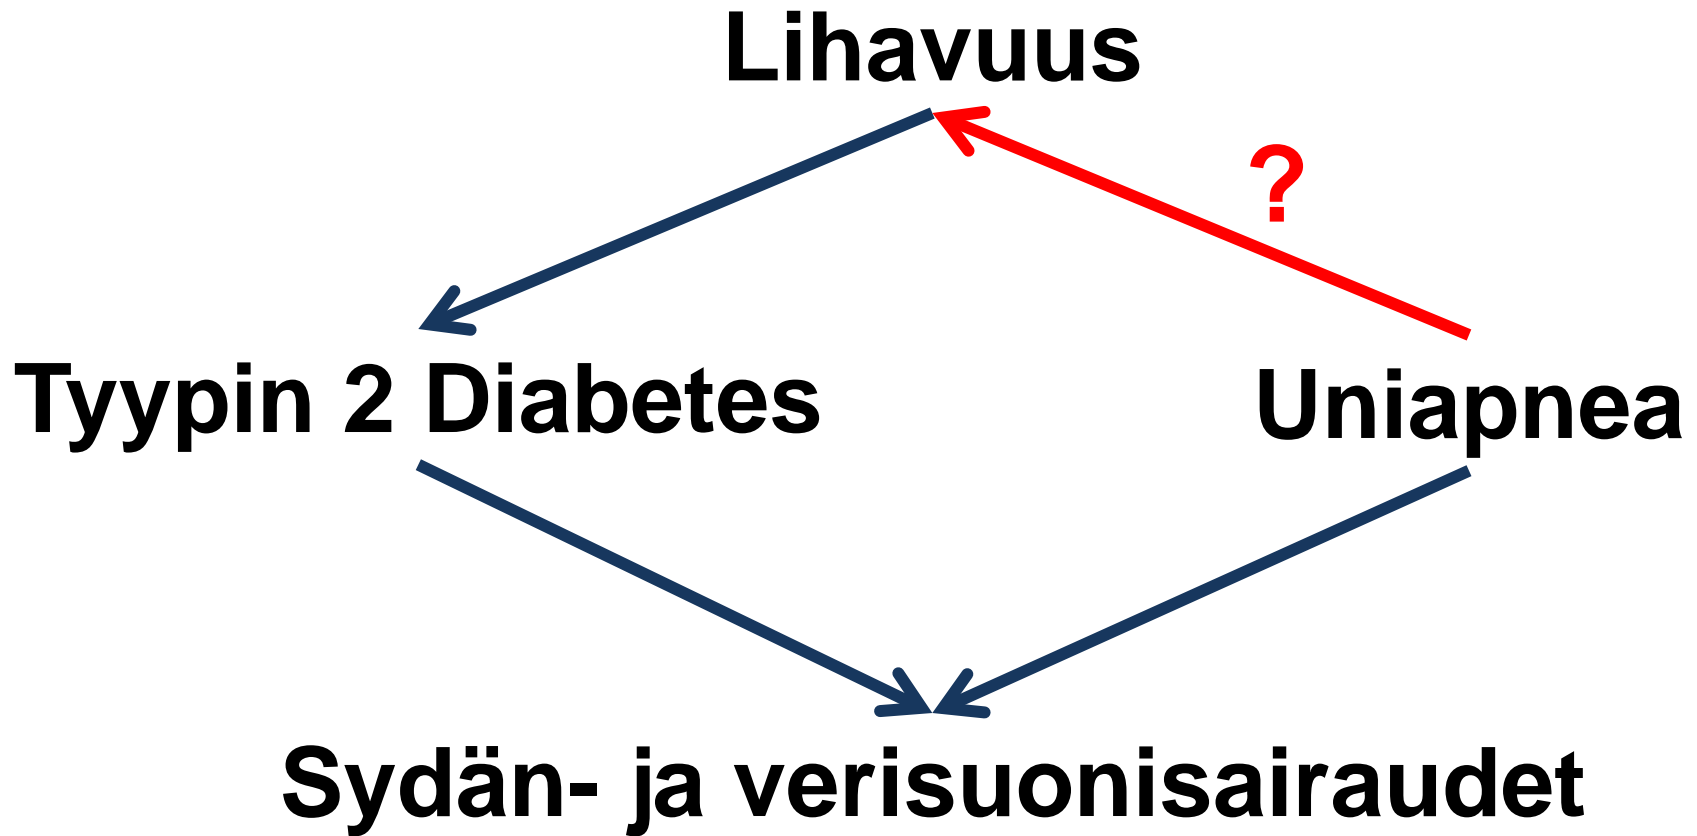 Lihavuus
?
Tyypin 2 Diabetes
Uniapnea
Sydän- ja verisuonisairaudet